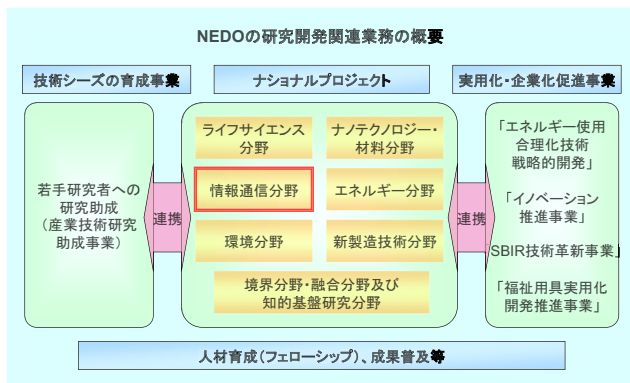 NEDOの研究開発関連業務の概要
技術シーズの育成事業
ナショナルプロジェクト
実用化・企業化促進事業
若手研究者への
研究助成
(産業技術研究
助成事業)
連携
ライフサイエンス
分野
ナノテクノロジー・
材料分野
情報通信分野
エネルギー分野
環境分野
新製造技術分野
境界分野・融合分野及び
知的基盤研究分野
連携
「エネルギー使用
合理化技術
戦略的開発」
「イノベーション
推進事業」
SBIR技術革新事業」
「福祉用具実用化
開発推進事業」
人材育成(フェローシップ)、成果普及等